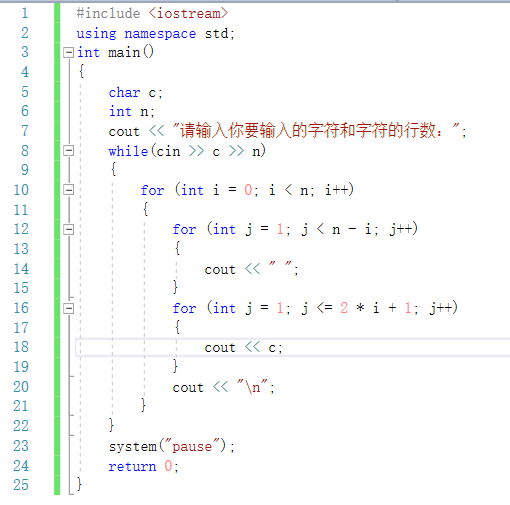 1 #include <iostream>
2 using namespace std;
3 int main()
4 {
5 char c;
6 int n;
7 cout << "请输入你要输入的字符和字符的行数：";
8 while(cin >> c >> n)
9 {
10 for (int i = 0; i < n; i++)
11 {
12 for (int j = 1; j < n - i; j++)
13 {
14 cout << " ";
15 }
16 for (int j = 1; j <= 2 * i + 1; j++)
17 {
18 cout << c;
19 }
20 cout << "\n";
21 }
22 }
23 system("pause");
24 return 0;
25 }